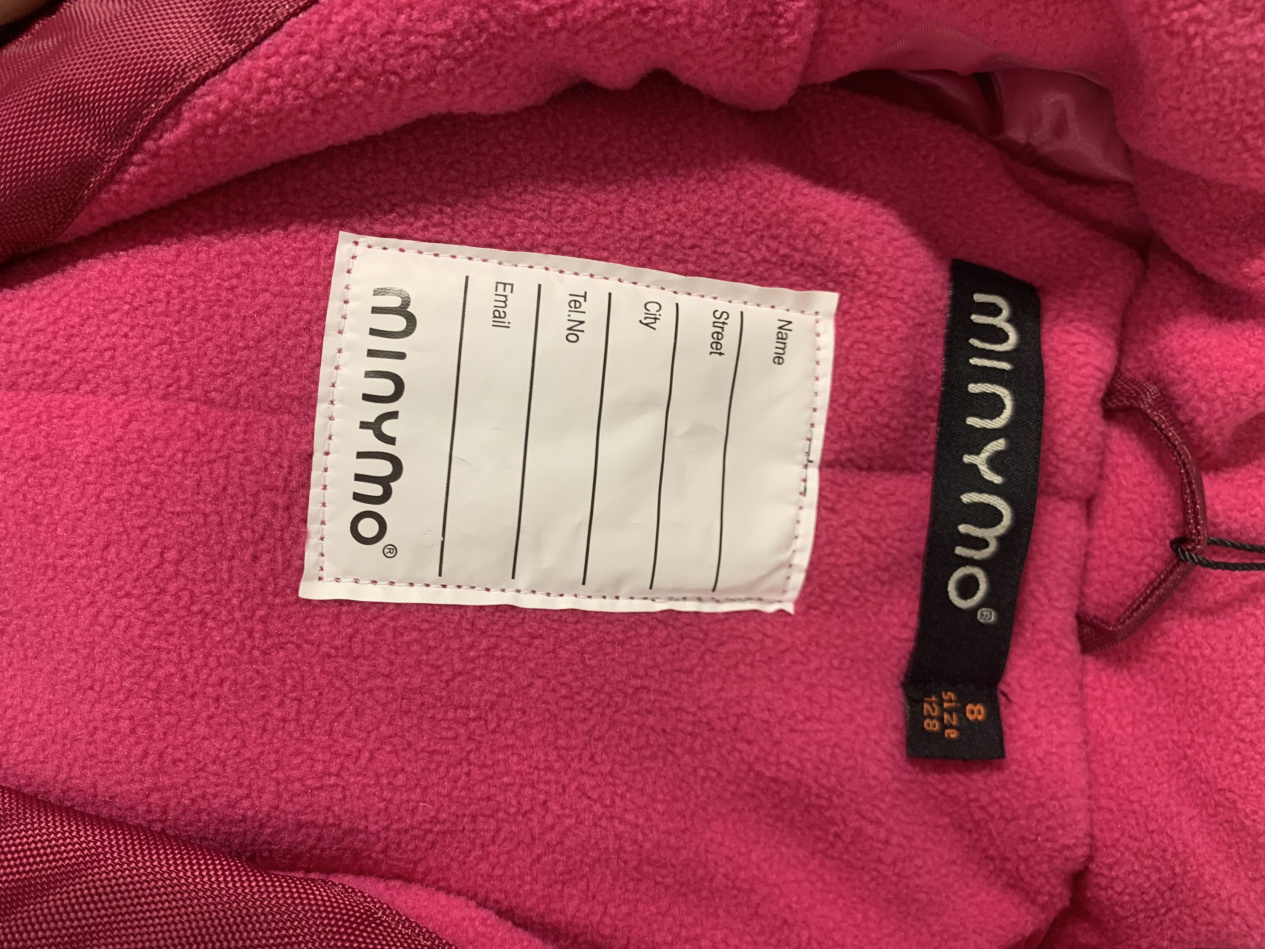 minymo®
8
size
128
Name
Street
City
Tel.No
Email
minymo®